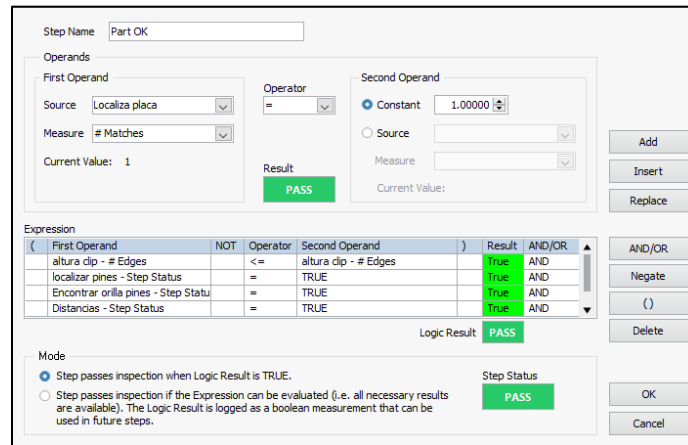 Step Name Part OK
Operands
First Operand
Source Localiza placa
Measure # Matches
Current Value: 1
Operator
=
Result
PASS
Second Operand
Constant 1.00000
Source
Measure
Current Value:
Add
Insert
Replace
Expression
( First Operand NOT Operator Second Operand ) Result AND/OR
altura clip - # Edges <= altura clip - # Edges True AND
localizar pines - Step Status = TRUE True AND
Encontrar orilla pines - Step Statu = TRUE True AND
Distancias - Step Status = TRUE True AND
Logic Result PASS
AND/OR
Negate
()
Delete
Mode
Step passes inspection when Logic Result is TRUE.
Step passes inspection if the Expression can be evaluated (i.e. all necessary results
are available). The Logic Result is logged as a boolean measurement that can be
used in future steps.
Step Status
PASS
OK
Cancel